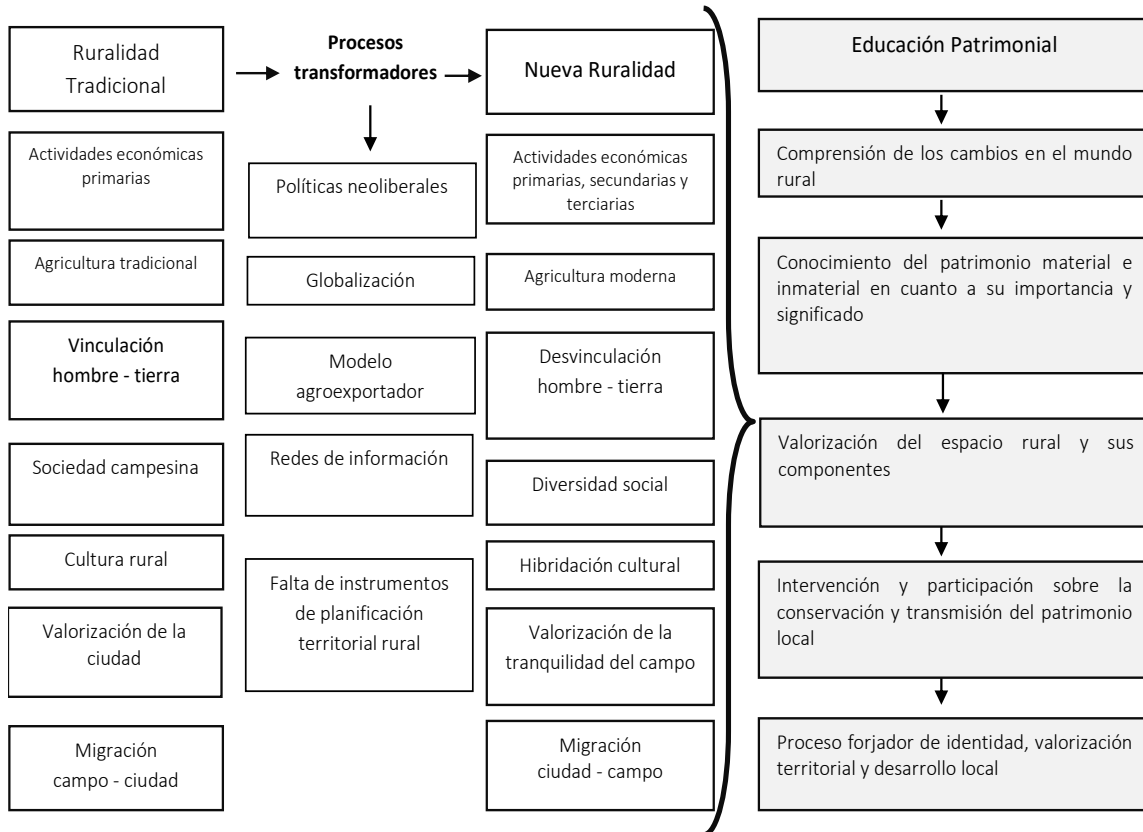 Ruralidad
Tradicional
Actividades económicas
primarias
Agricultura tradicional
Vinculación
hombre - tierra
Sociedad campesina
Cultura rural
Valorización de la
ciudad
Migración
campo - ciudad
Procesos
transformadores
Políticas neoliberales
Globalización
Modelo
agroexportador
Redes de información
Falta de instrumentos
de planificación
territorial rural
Nueva Ruralidad
Actividades económicas
primarias, secundarias y
terciarias
Agricultura moderna
Desvinculación
hombre - tierra
Diversidad social
Hibridación cultural
Valorización de la
tranquilidad del campo
Migración
ciudad - campo
Educación Patrimonial
Comprensión de los cambios en el mundo
rural
Conocimiento del patrimonio material e
inmaterial en cuanto a su importancia y
significado
Valorización del espacio rural y sus
componentes
Intervención y participación sobre la
conservación y transmisión del patrimonio
local
Proceso forjador de identidad, valorización
territorial y desarrollo local